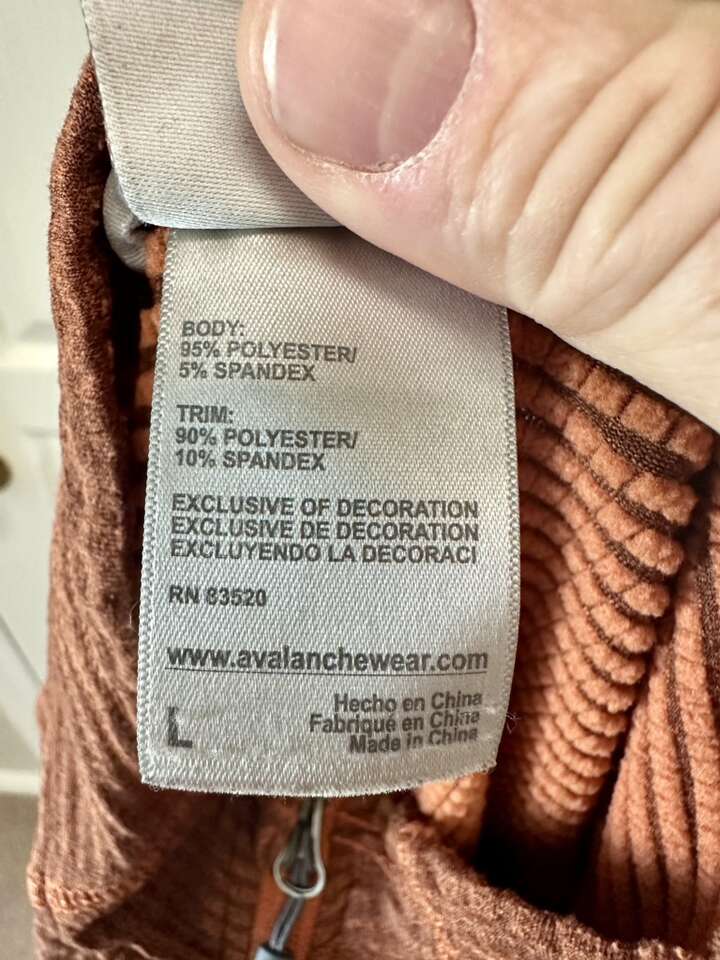 BODY:
95% POLYESTER/
5% SPANDEX
TRIM:
90% POLYESTER/
10% SPANDEX
EXCLUSIVE OF DECORATION
EXCLUSIVE DE DECORATION
EXCLUYENDO LA DECORACI
RN 83520
www.avalanchewear.com
Hecho en China
Fabriqué en Chine
L Made in China